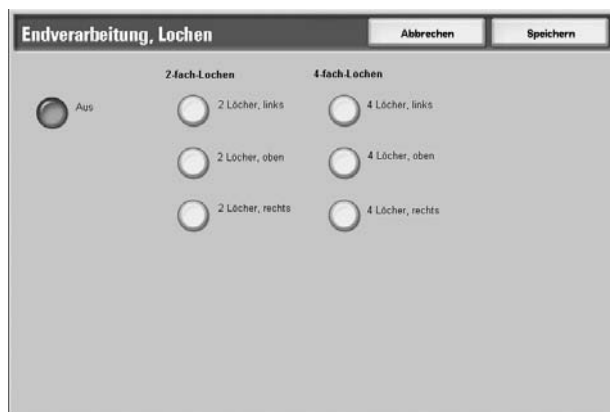 Endverarbeitung, Lochen
Abbrechen
Speichern
2-fach-Lochen
4-fach-Lochen
Aus
2 Löcher, links
4 Löcher, links
2 Löcher, oben
4 Löcher, oben
2 Löcher, rechts
4 Löcher, rechts